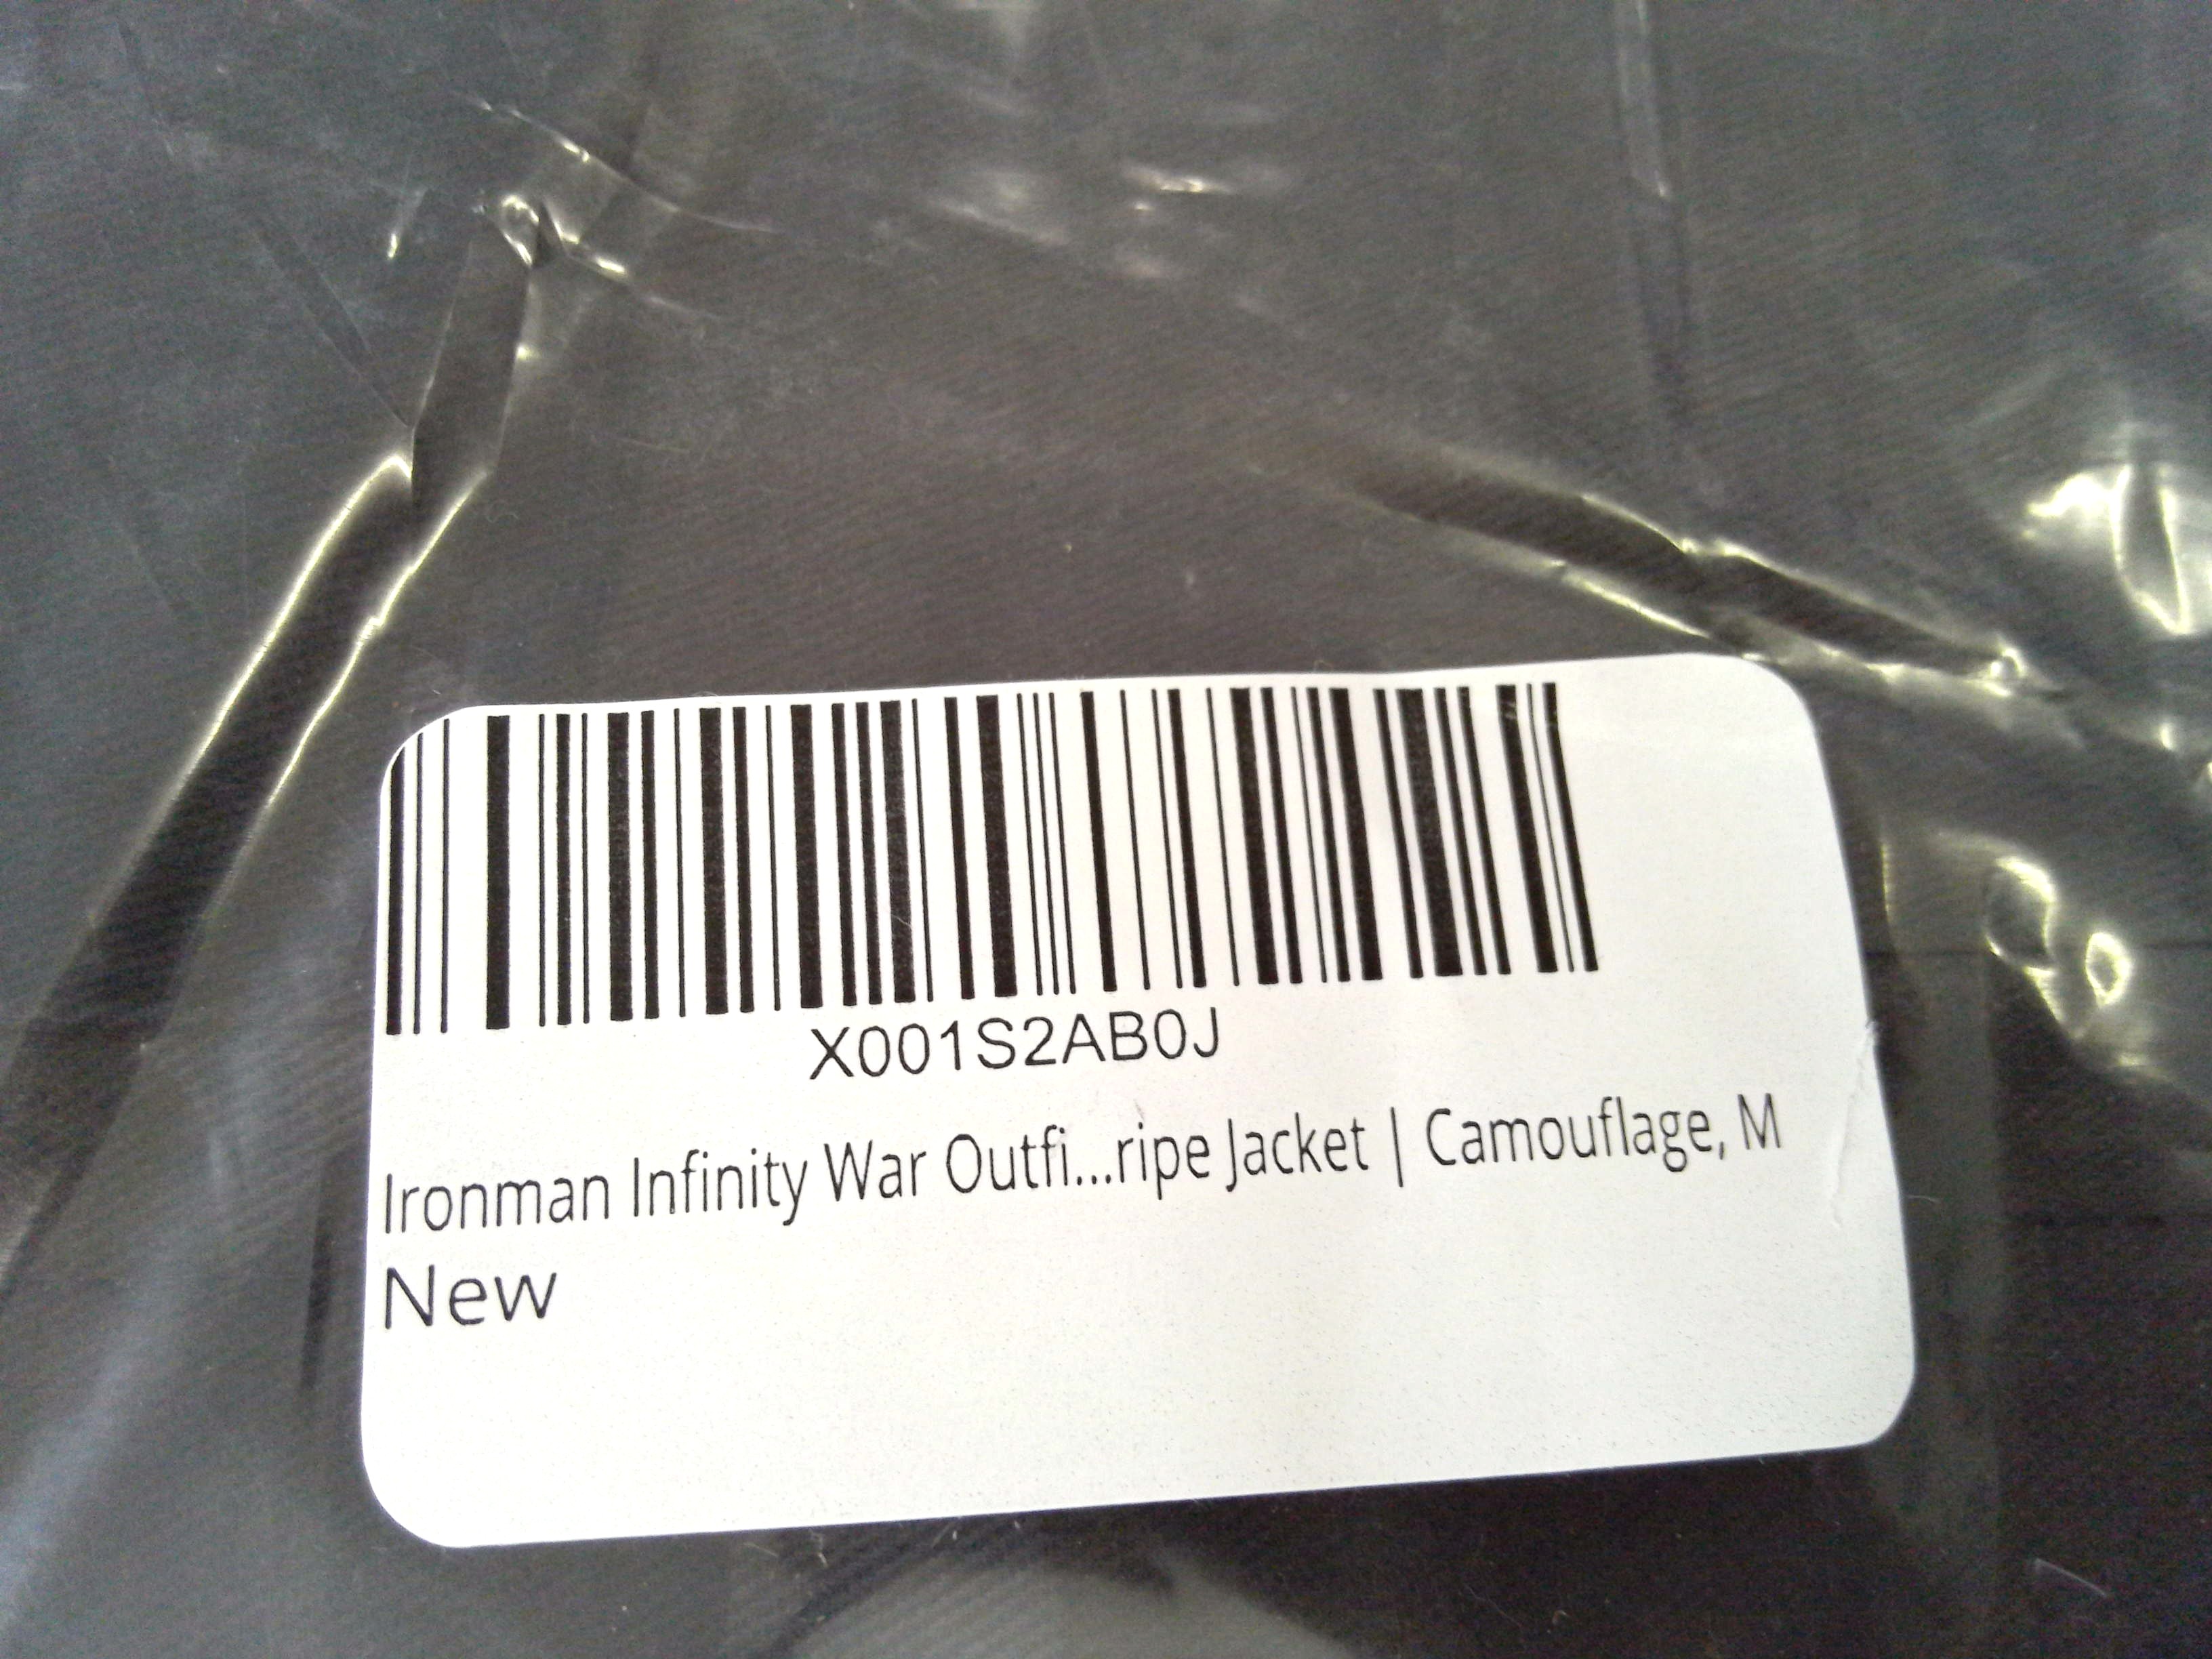 X001S2AB0J
Ironman Infinity War Outfi...ripe Jacket | Camouflage, M
New